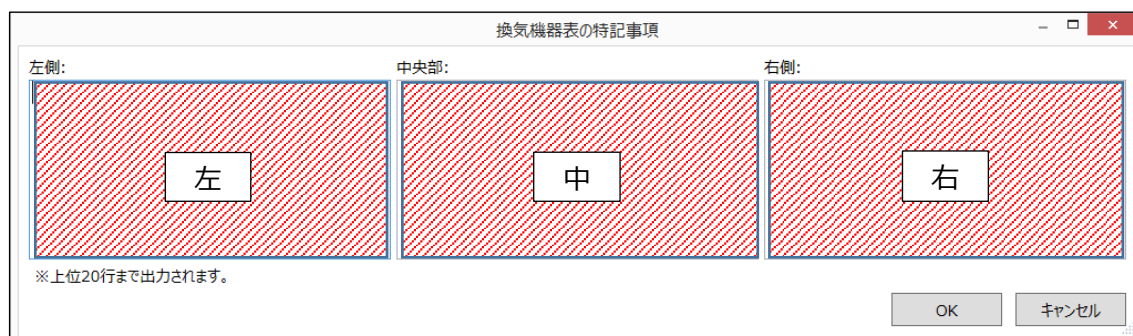 換気機器表の特記事項
左側:
中央部:
右側:
左
中
右
※上位20行まで出力されます。
OK
キャンセル